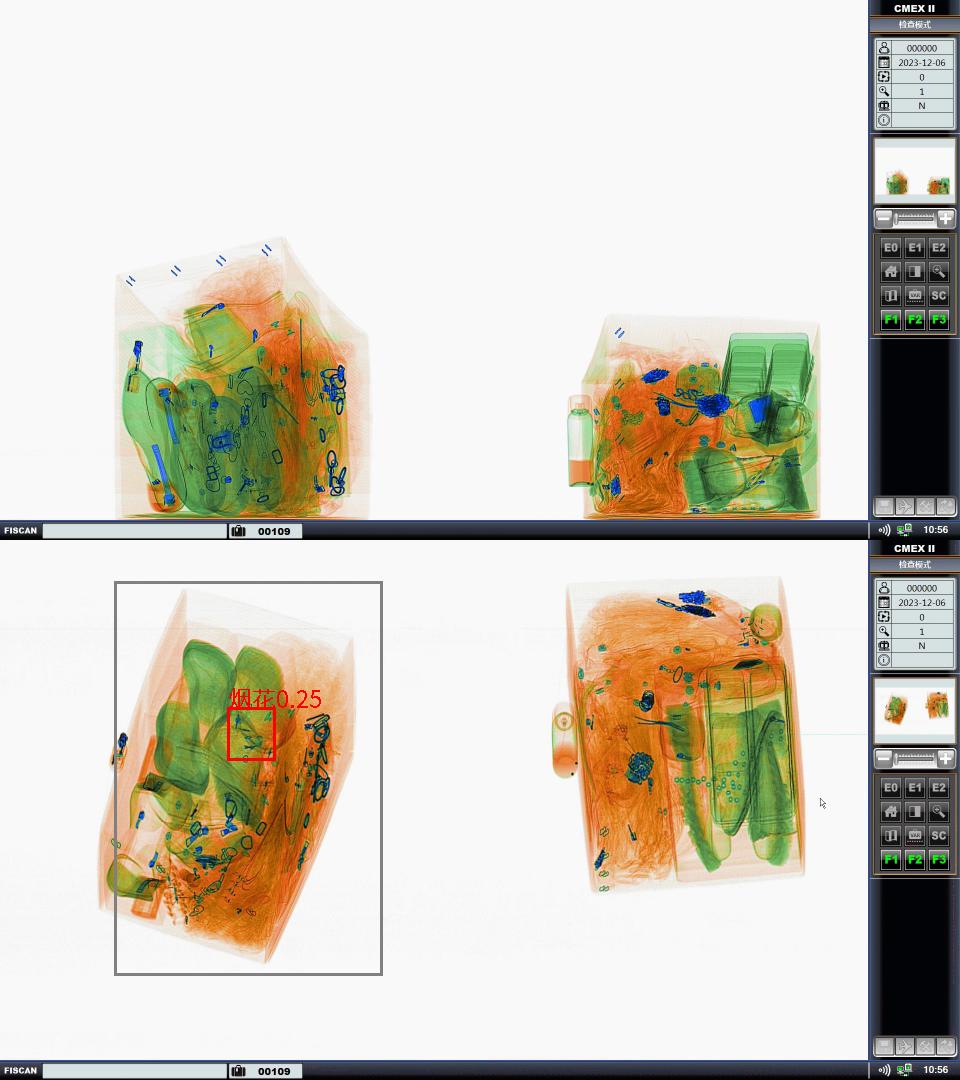 CMEX II
检查模式
000000
2023-12-06
0
1
N
E0 E1 E2
SC
F1 F2 F3
FISCAN
00109
10:56
CMEX II
检查模式
000000
2023-12-06
0
1
N
烟花0.25
E0 E1 E2
SC
F1 F2 F3
FISCAN
00109
10:56